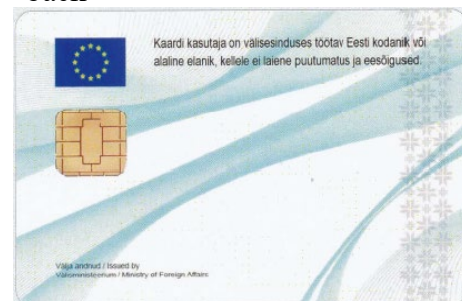 Kaardi kasutaja on välisesinduses töötav Eesti kodanik või
alaline elanik, kellele ei laiene puutumatus ja eesõigused.
Välja andnud / Issued by
Välisministeerium / Ministry of Foreign Affairs